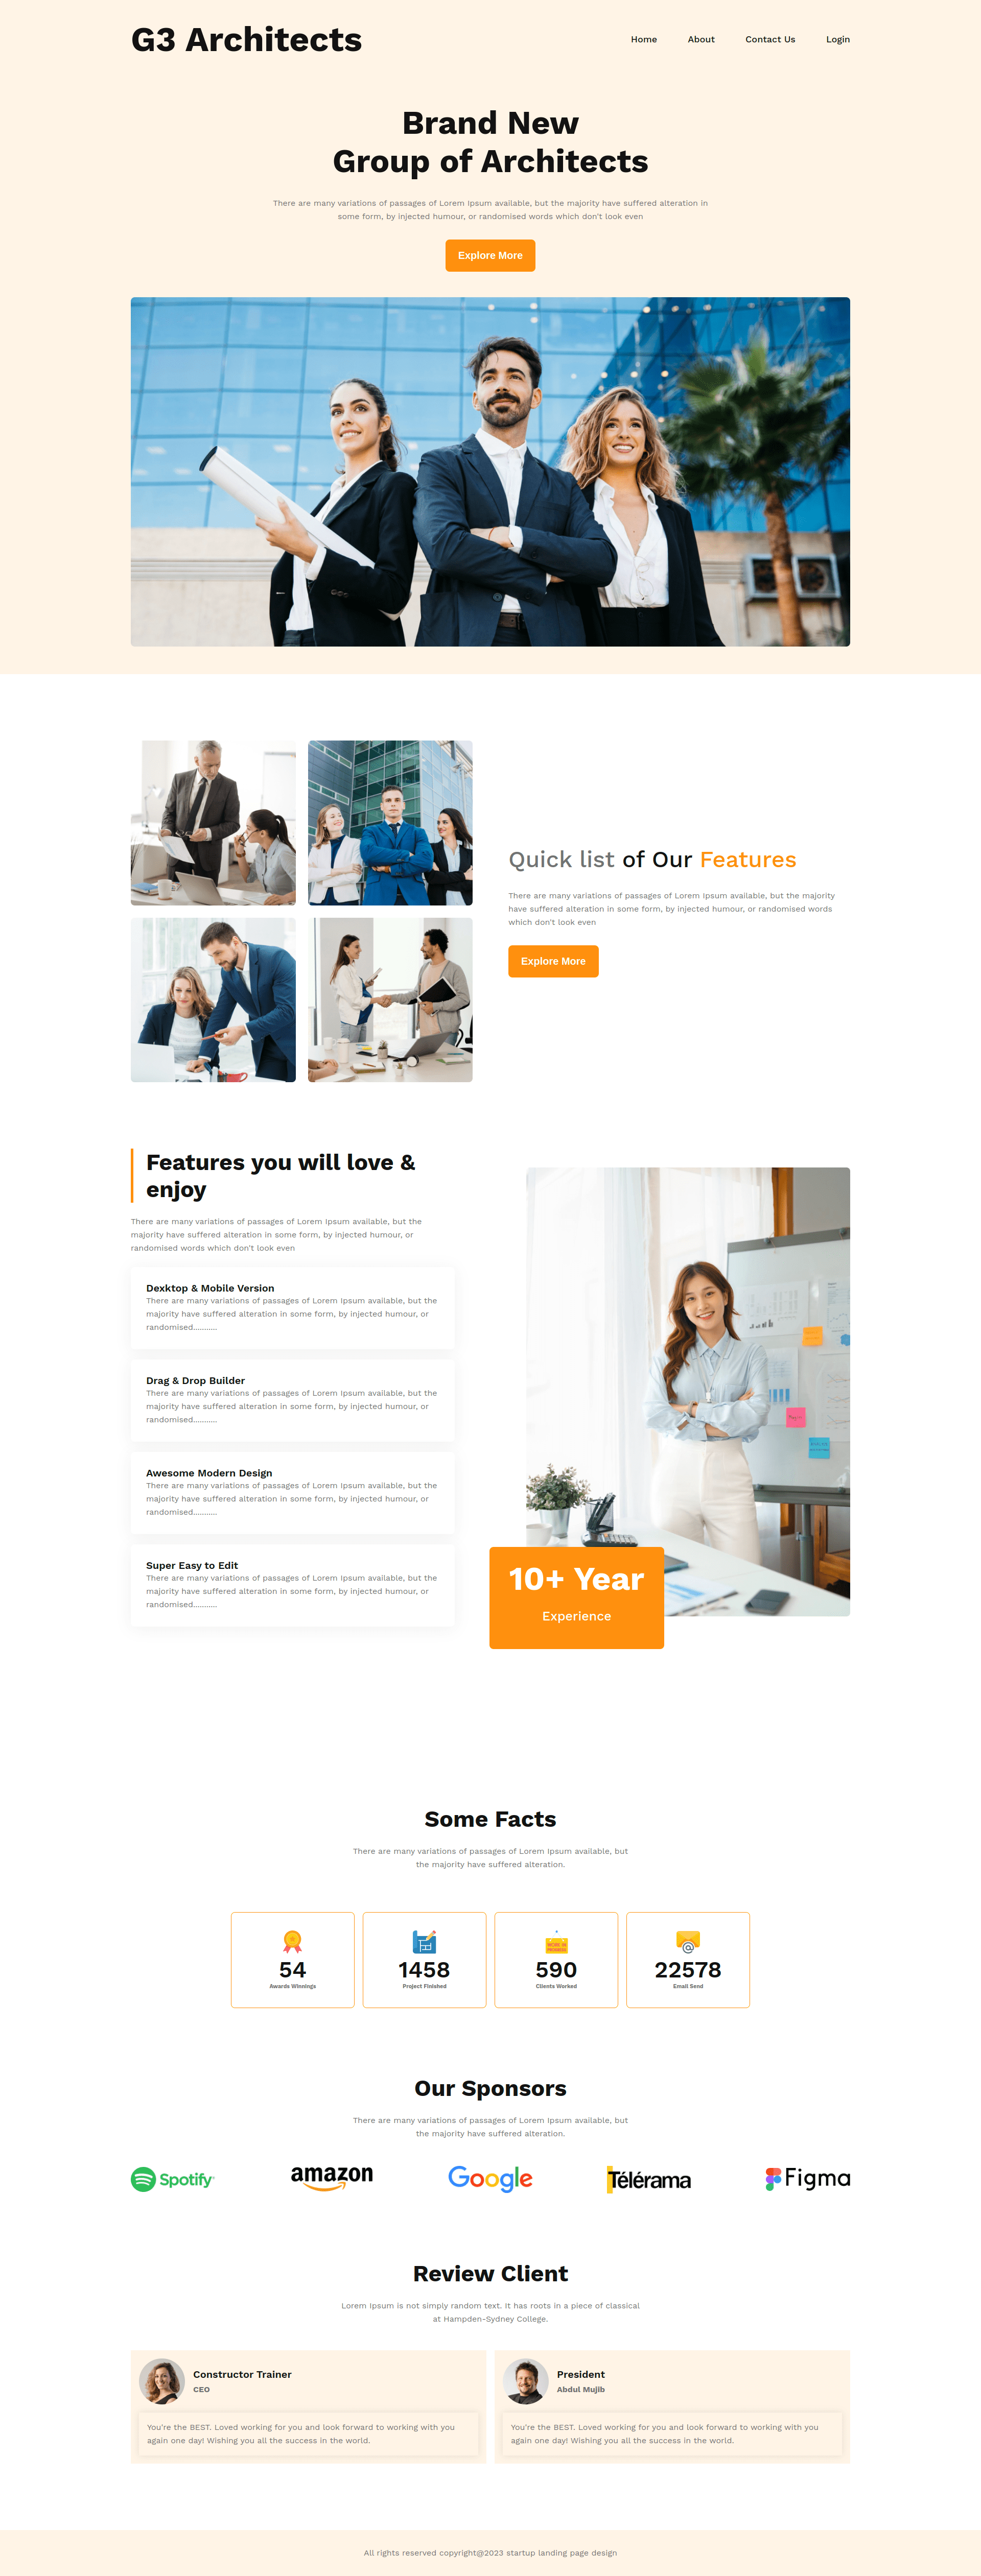 G3 Architects
Home About Contact Us Login
Brand New
Group of Architects
There are many variations of passages of Lorem Ipsum available, but the majority have suffered alteration in
some form, by injected humour, or randomised words which don't look even
Explore More
Quick list of Our Features
There are many variations of passages of Lorem Ipsum available, but the majority
have suffered alteration in some form, by injected humour, or randomised words
which don't look even
Explore More
Features you will love &
enjoy
There are many variations of passages of Lorem Ipsum available, but the
majority have suffered alteration in some form, by injected humour, or
randomised words which don't look even
Dexktop & Mobile Version
There are many variations of passages of Lorem Ipsum available, but the
majority have suffered alteration in some form, by injected humour, or
randomised...........
Drag & Drop Builder
There are many variations of passages of Lorem Ipsum available, but the
majority have suffered alteration in some form, by injected humour, or
randomised...........
Awesome Modern Design
There are many variations of passages of Lorem Ipsum available, but the
majority have suffered alteration in some form, by injected humour, or
randomised...........
Super Easy to Edit
There are many variations of passages of Lorem Ipsum available, but the
majority have suffered alteration in some form, by injected humour, or
randomised...........
10+ Year
Experience
Some Facts
There are many variations of passages of Lorem Ipsum available, but
the majority have suffered alteration.
54
Awards Winnings
1458
Project Finished
WORK IN
PROGRESS
590
Clients Worked
22578
Email Send
Our Sponsors
There are many variations of passages of Lorem Ipsum available, but
the majority have suffered alteration.
Spotify amazon Google Télérama Figma
Review Client
Lorem Ipsum is not simply random text. It has roots in a piece of classical
at Hampden-Sydney College.
Constructor Trainer
CEO
You're the BEST. Loved working for you and look forward to working with you
again one day! Wishing you all the success in the world.
President
Abdul Mujib
You're the BEST. Loved working for you and look forward to working with you
again one day! Wishing you all the success in the world.
All rights reserved copyright@2023 startup landing page design